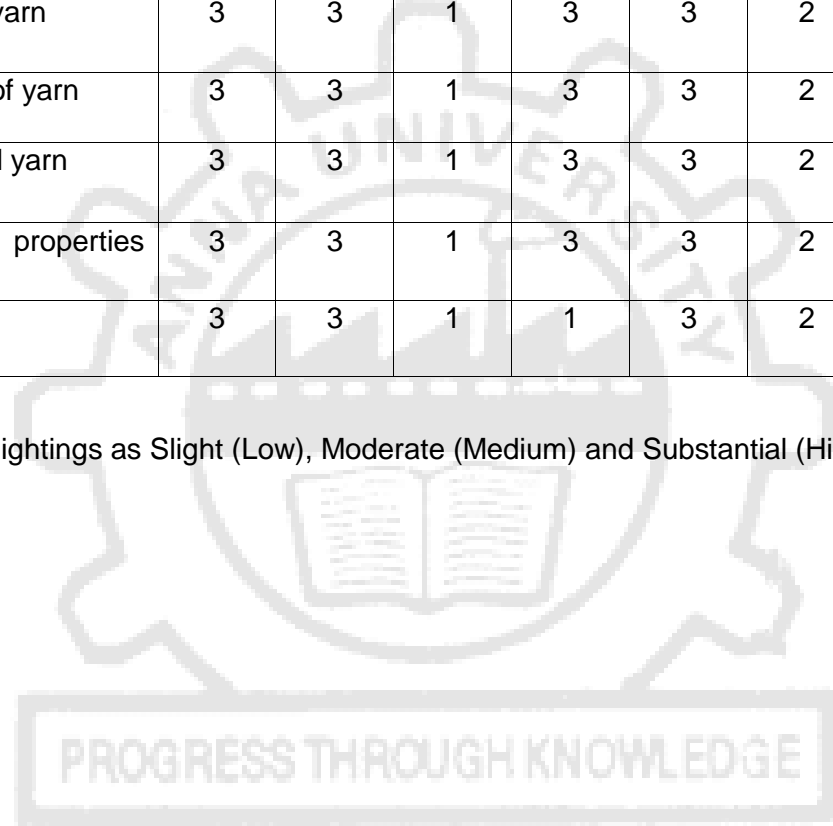 yarn 3 3 1 3 3 2
of yarn 3 3 1 3 3 2
yarn 3 3 1 3 3 2
properties 3 3 1 3 3 2
3 3 1 1 3 2
ightings as Slight (Low), Moderate (Medium) and Substantial (Hi
ANNA UNIVERSITY
PROGRESS THROUGH KNOWLEDGE